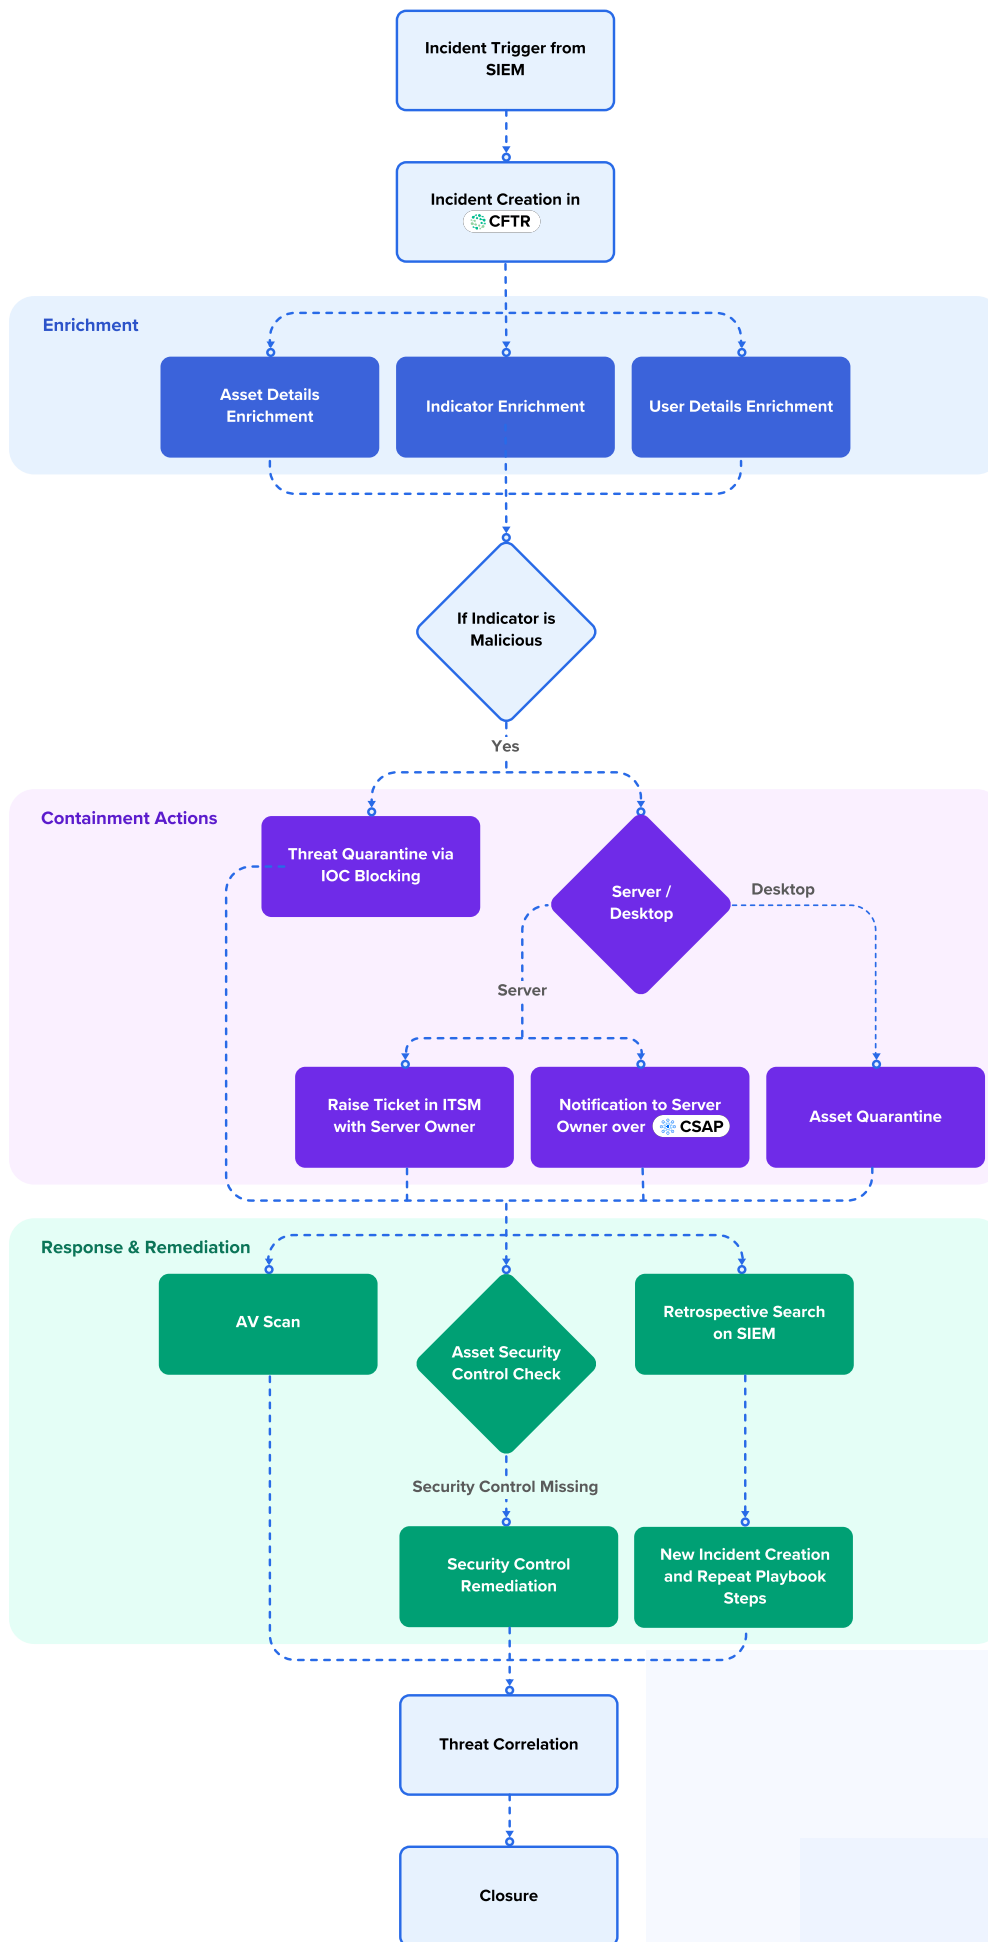 Incident Trigger from
SIEM
Incident Creation in
CFTR
Enrichment
Asset Details
Enrichment
Indicator Enrichment
User Details Enrichment
If Indicator is
Malicious
Yes
Containment Actions
Threat Quarantine via
IOC Blocking
Server /
Desktop
Desktop
Server
Raise Ticket in ITSM
with Server Owner
Notification to Server
Owner over CSAP
Asset Quarantine
Response & Remediation
AV Scan
Asset Security
Control Check
Retrospective Search
on SIEM
Security Control Missing
Security Control
Remediation
New Incident Creation
and Repeat Playbook
Steps
Threat Correlation
Closure